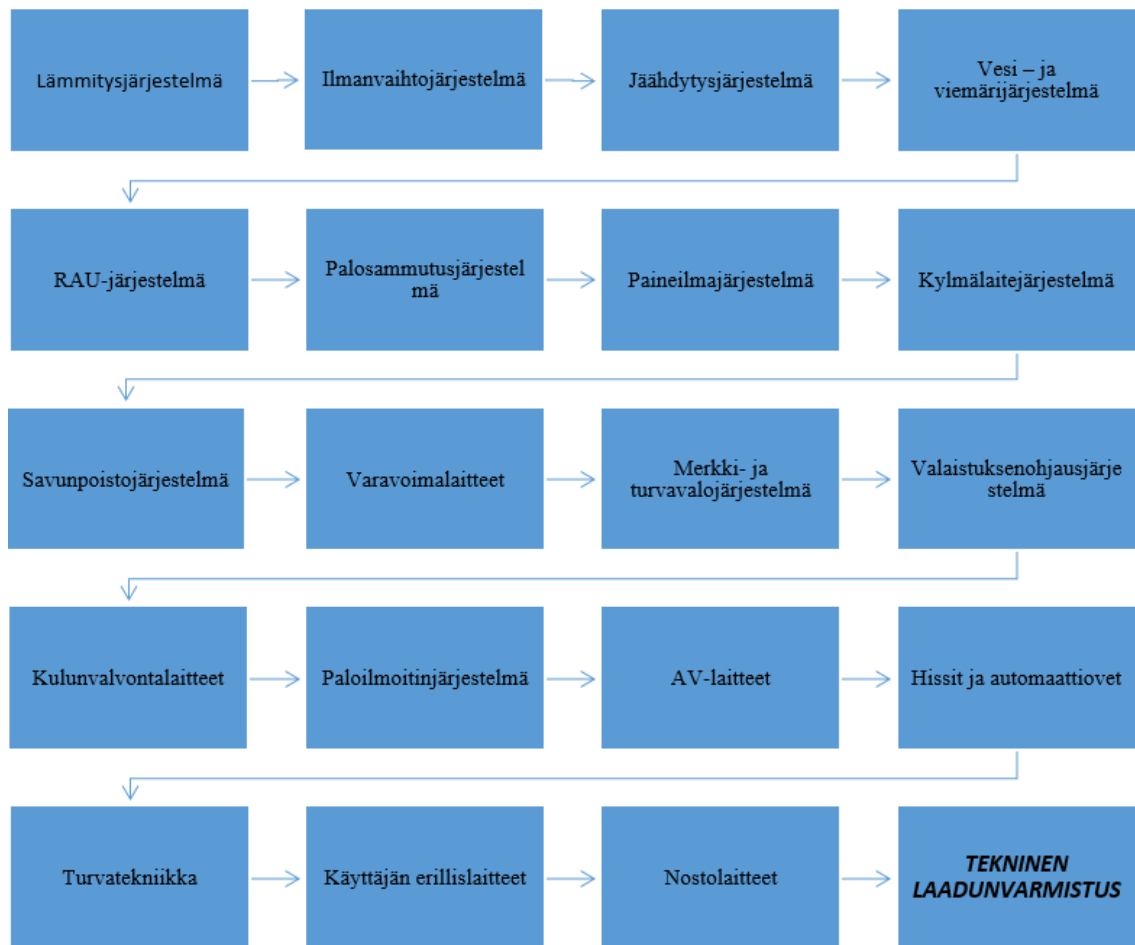 Lämmitysjärjestelmä
Ilmanvaihtojärjestelmä
Jäähdytysjärjestelmä
Vesi – ja
viemärijärjestelmä
RAU-järjestelmä
Palosammutusjärjestel
mä
Paineilmajärjestelmä
Kylmälaitejärjestelmä
Savunpoistojärjestelmä
Varavoimalaitteet
Merkki- ja
turvavalojärjestelmä
Valaistuksenohjausjärje
stelmä
Kulunvalvontalaitteet
Paloilmoitinjärjestelmä
AV-laitteet
Hissit ja automaattiovet
Turvatekniikka
Käyttäjän erillislaitteet
Nostolaitteet
TEKNINEN
LAADUNVARMISTUS